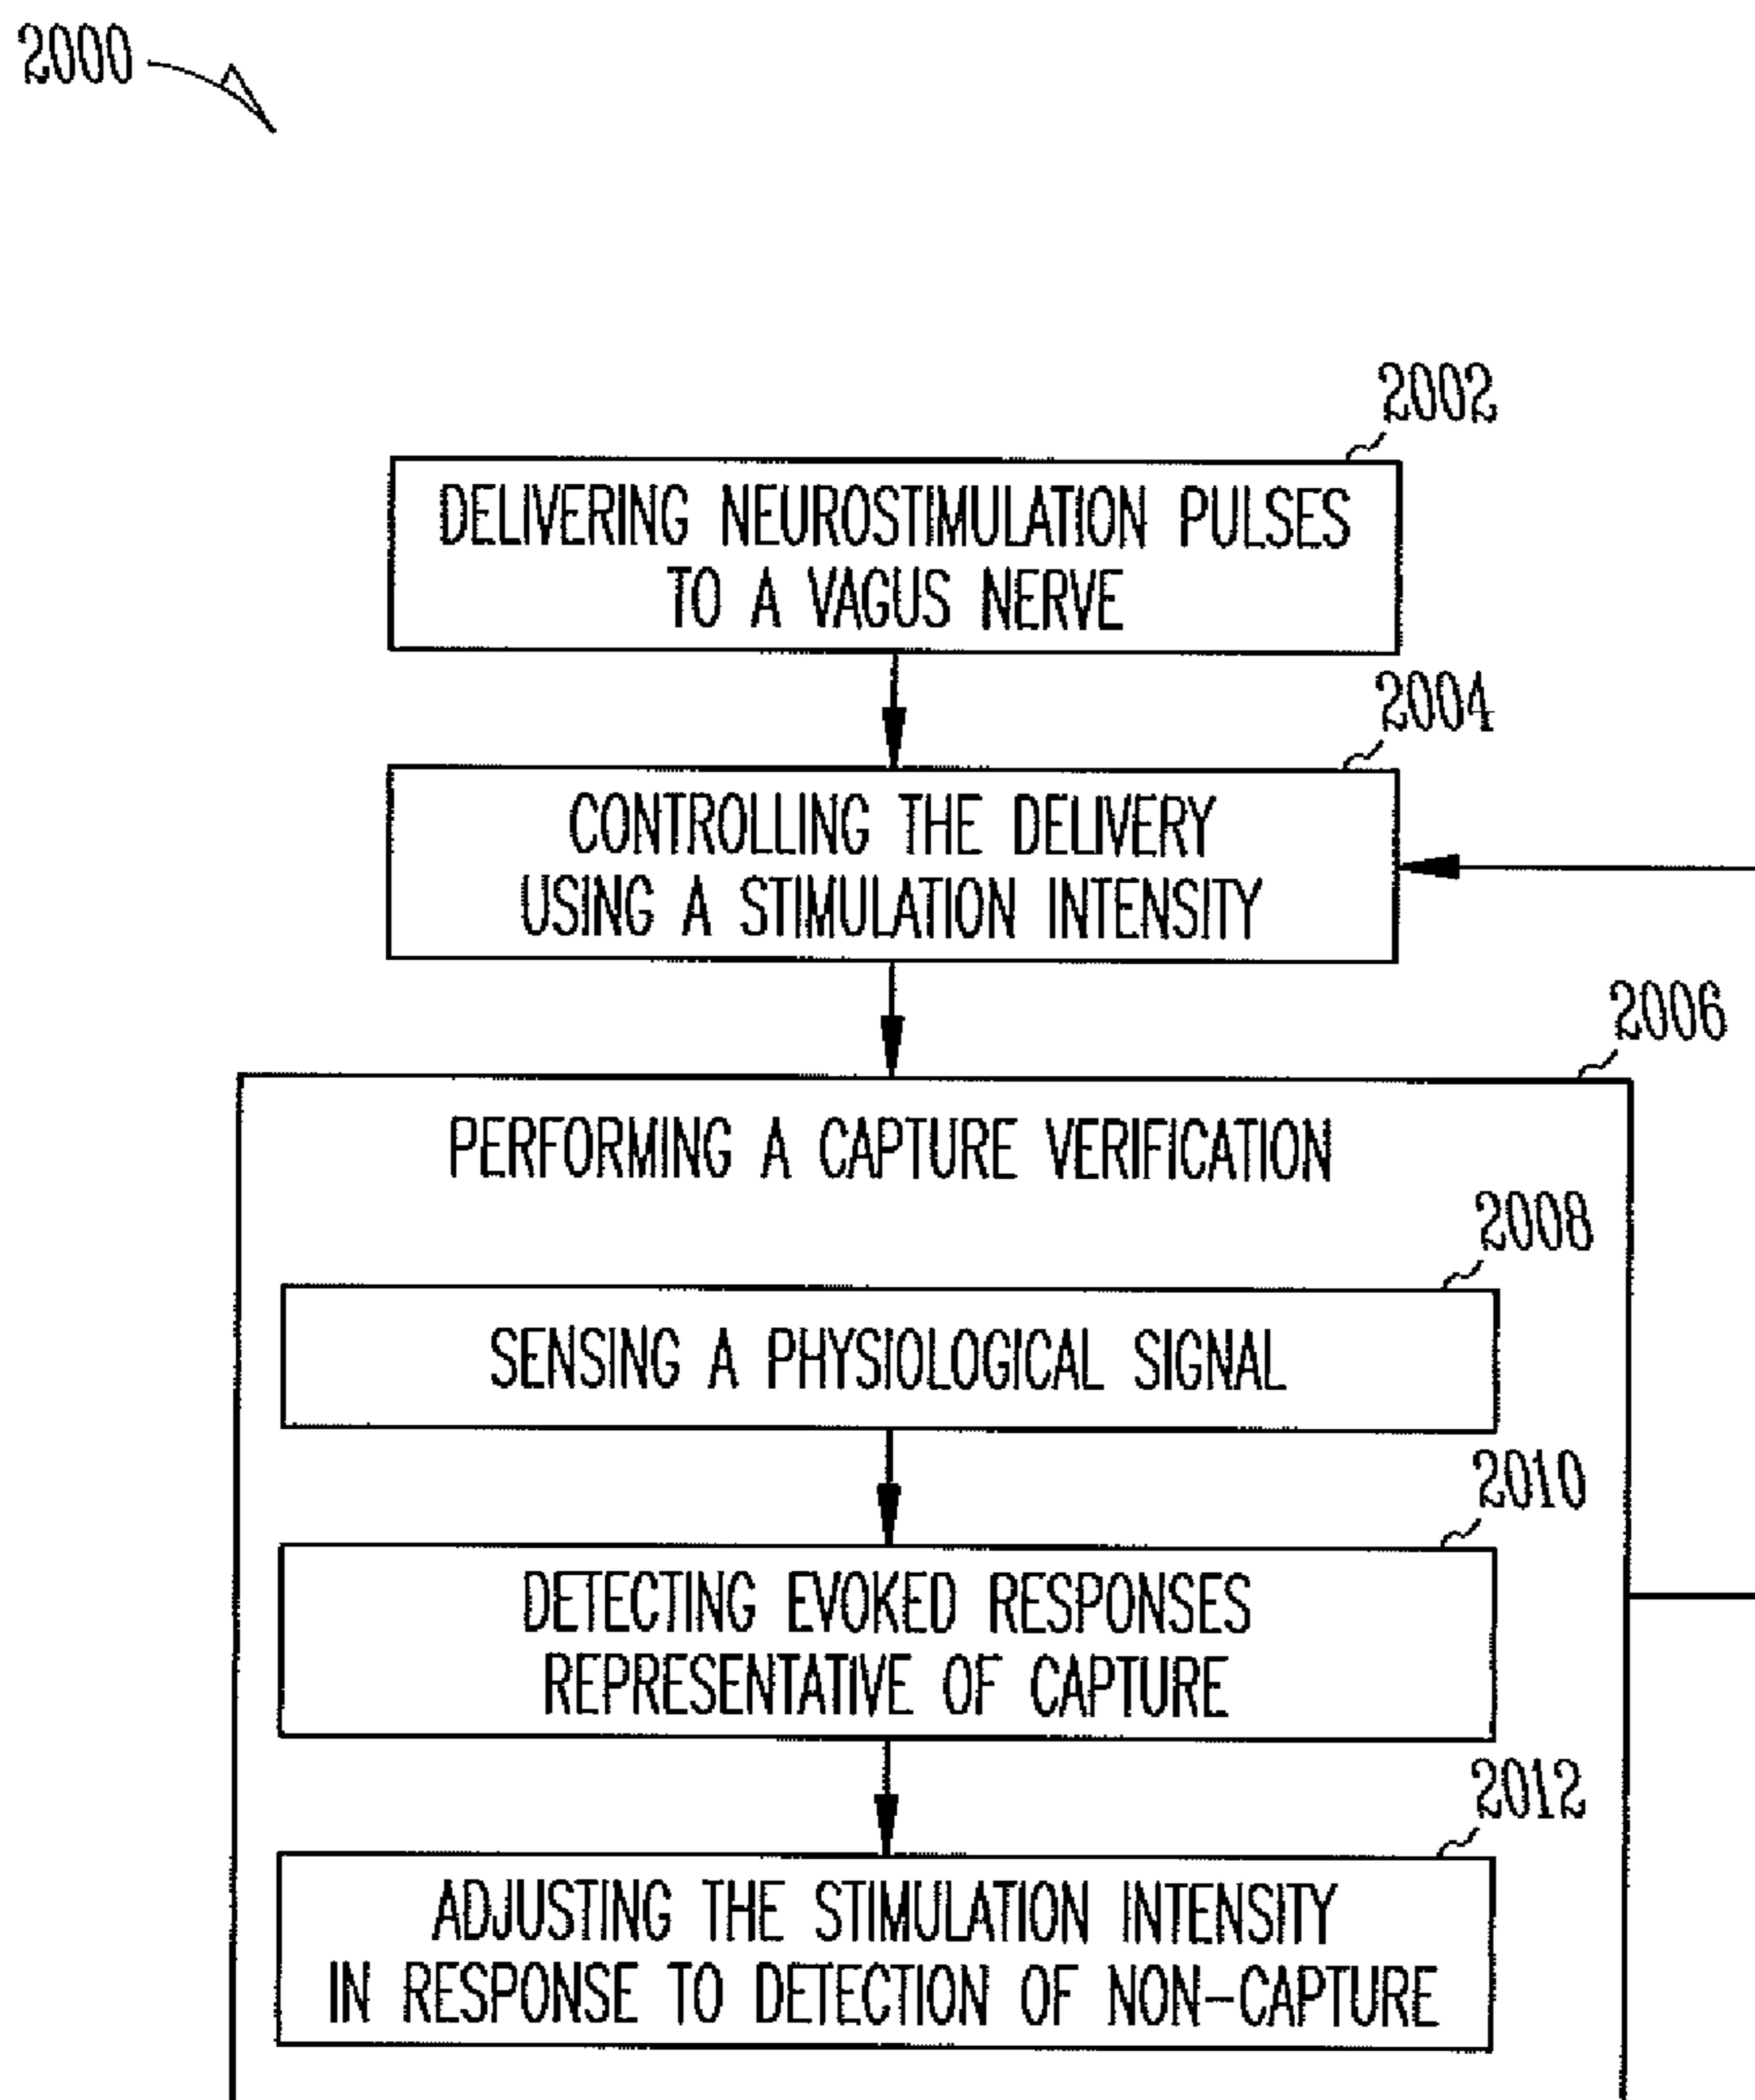 2000
2002
DELIVERING NEUROSTIMULATION PULSES
TO A VAGUS NERVE
2004
CONTROLLING THE DELIVERY
USING A STIMULATION INTENSITY
2006
PERFORMING A CAPTURE VERIFICATION
2008
SENSING A PHYSIOLOGICAL SIGNAL
2010
DETECTING EVOKED RESPONSES
REPRESENTATIVE OF CAPTURE
2012
ADJUSTING THE STIMULATION INTENSITY
IN RESPONSE TO DETECTION OF NON-CAPTURE